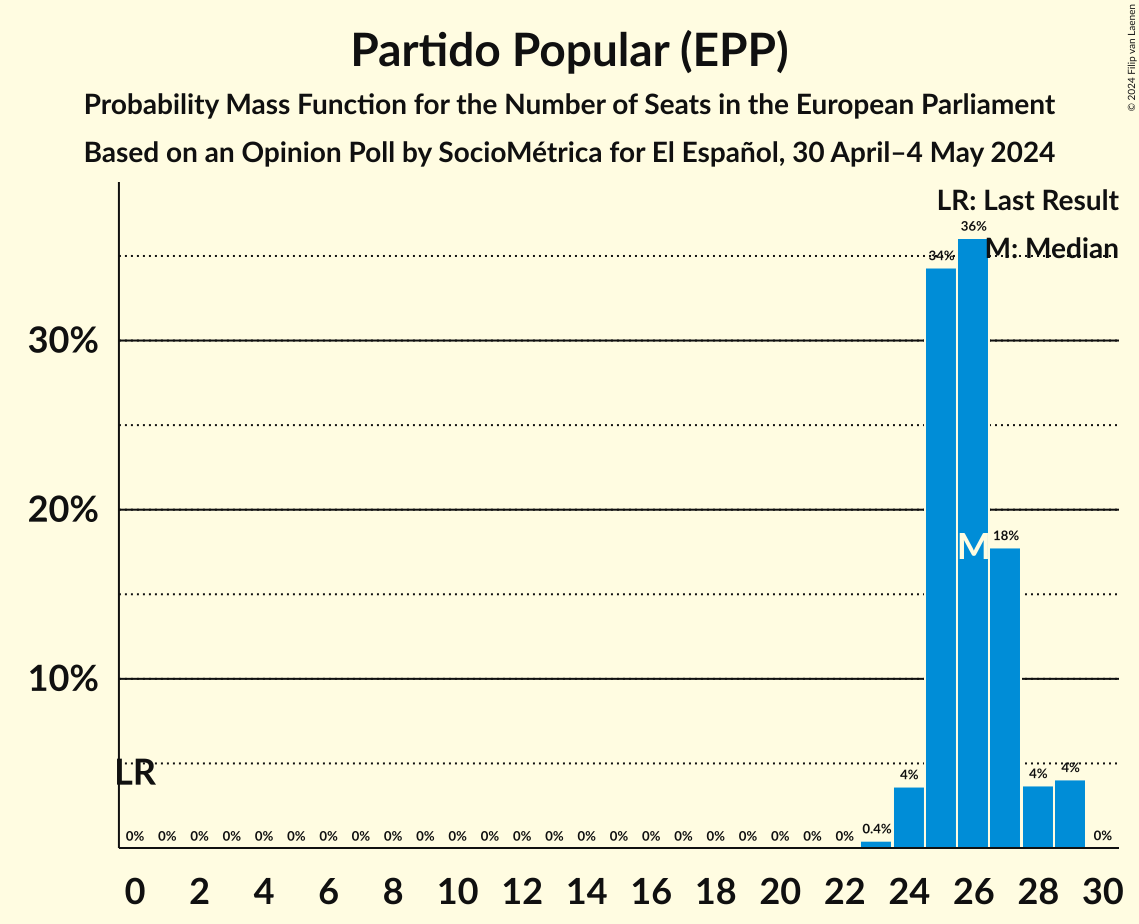 Partido Popular (EPP)
Probability Mass Function for the Number of Seats in the European Parliament
Based on an Opinion Poll by SocioMétrica for El Español, 30 April–4 May 2024
© 2024 Filip van Laenen
LR: Last Result
M: Median
30%
20%
10%
LR
M
0% 0% 0% 0% 0% 0% 0% 0% 0% 0% 0% 0% 0% 0% 0% 0% 0% 0% 0% 0% 0% 0% 0% 0.4% 4% 34% 36% 18% 4% 4% 0%
0 2 4 6 8 10 12 14 16 18 20 22 24 26 28 30